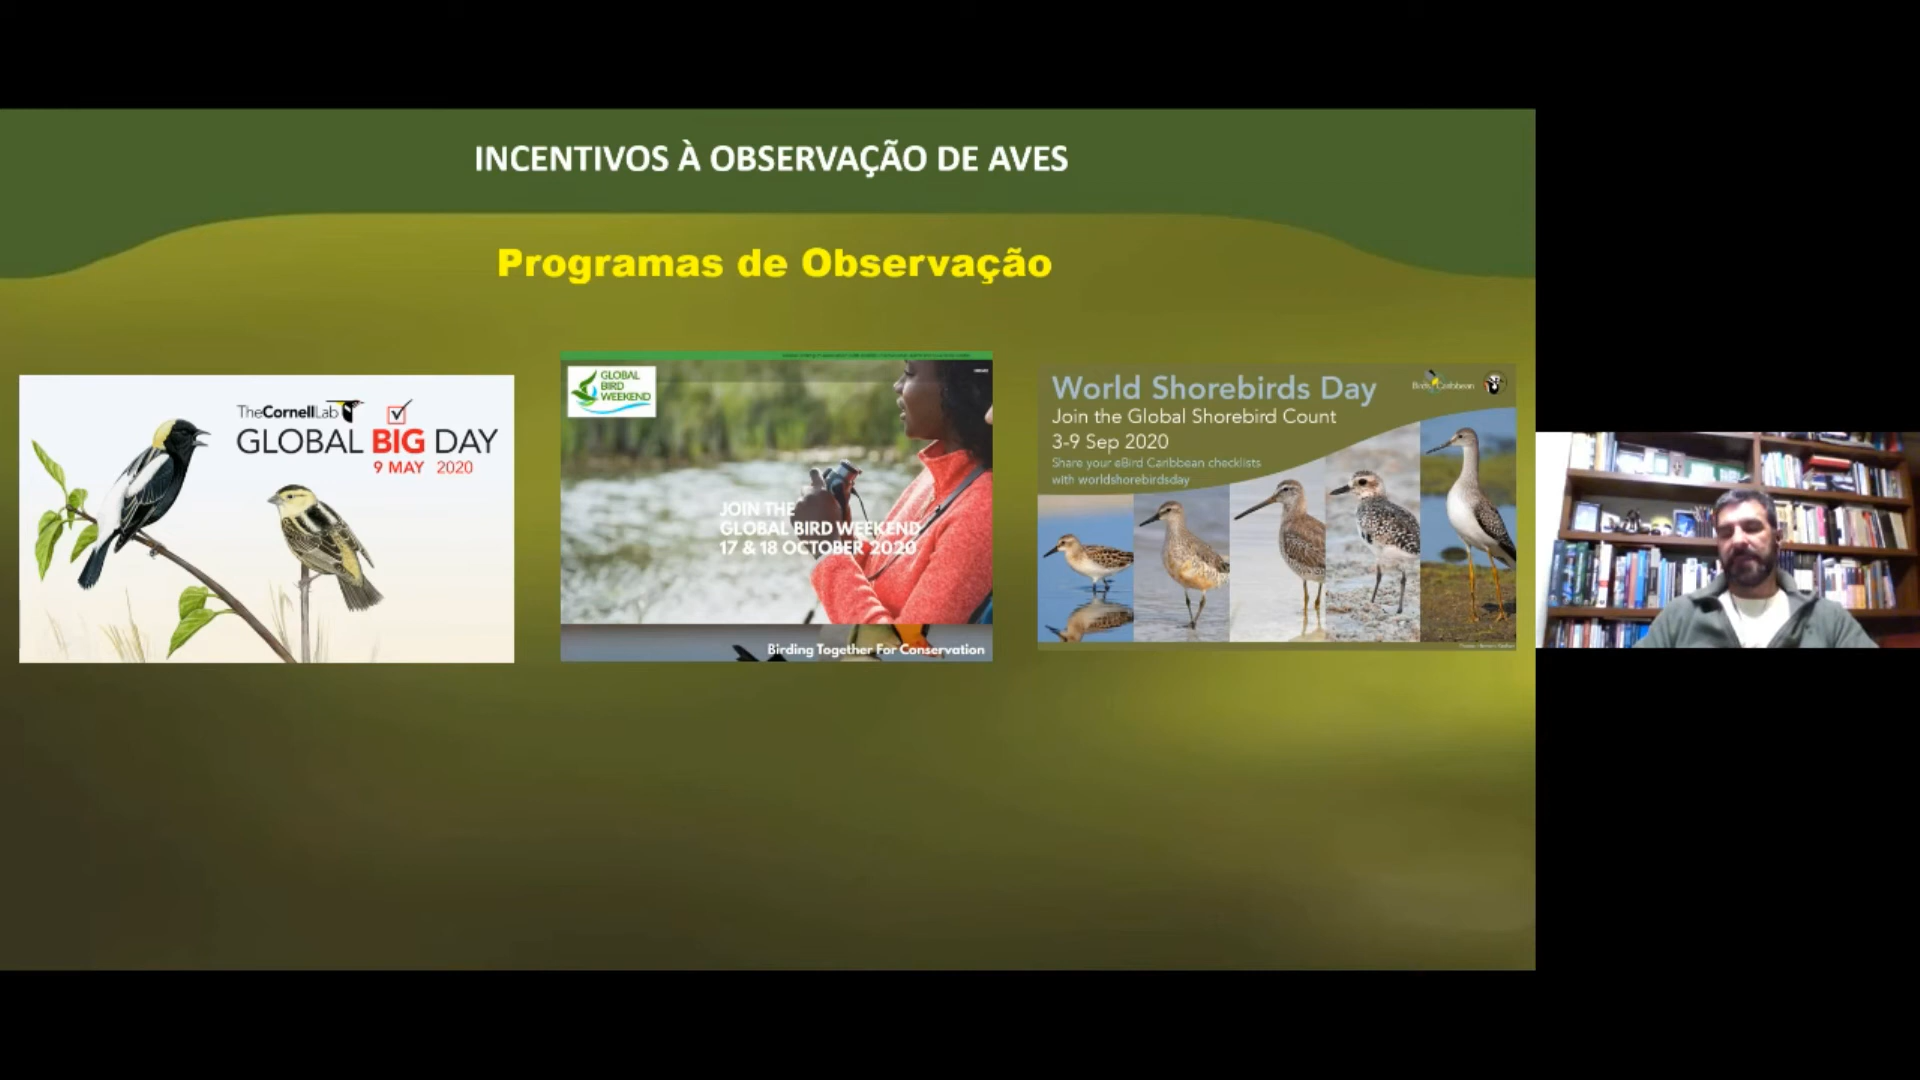 INCENTIVOS À OBSERVAÇÃO DE AVES
Programas de Observação
TheCornellLab
GLOBAL BIG DAY
9 MAY 2020
GLOBAL
BIRD
WEEKEND
JOIN THE
GLOBAL BIRD WEEKEND
17 & 18 OCTOBER 2020
Birding Together For Conservation
World Shorebirds Day
Join the Global Shorebird Count
3-9 Sep 2020
Share your eBird Caribbean checklists
with worldshorebirdsday